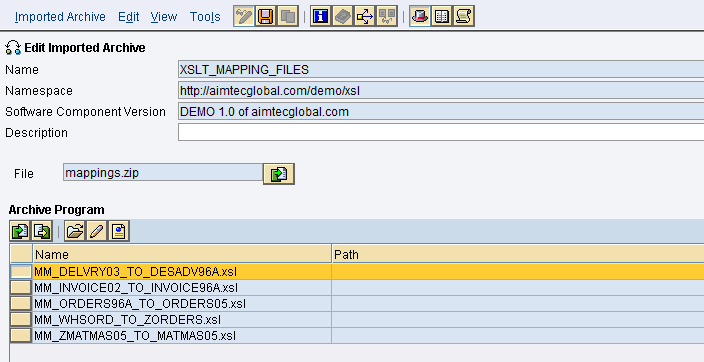 Imported Archive Edit View Tools
Edit Imported Archive
Name XSLT_MAPPING_FILES
Namespace http://aimtecglobal.com/demo/xsl
Software Component Version DEMO 1.0 of aimtecglobal.com
Description
File mappings.zip
Archive Program
Name Path
MM_DELVRY03_TO_DESADV96A.xsl
MM_INVOICE02_TO_INVOICE96A.xsl
MM_ORDERS96A_TO_ORDERS05.xsl
MM_WHSORD_TO_ZORDERS.xsl
MM_ZMATMAS05_TO_MATMAS05.xsl